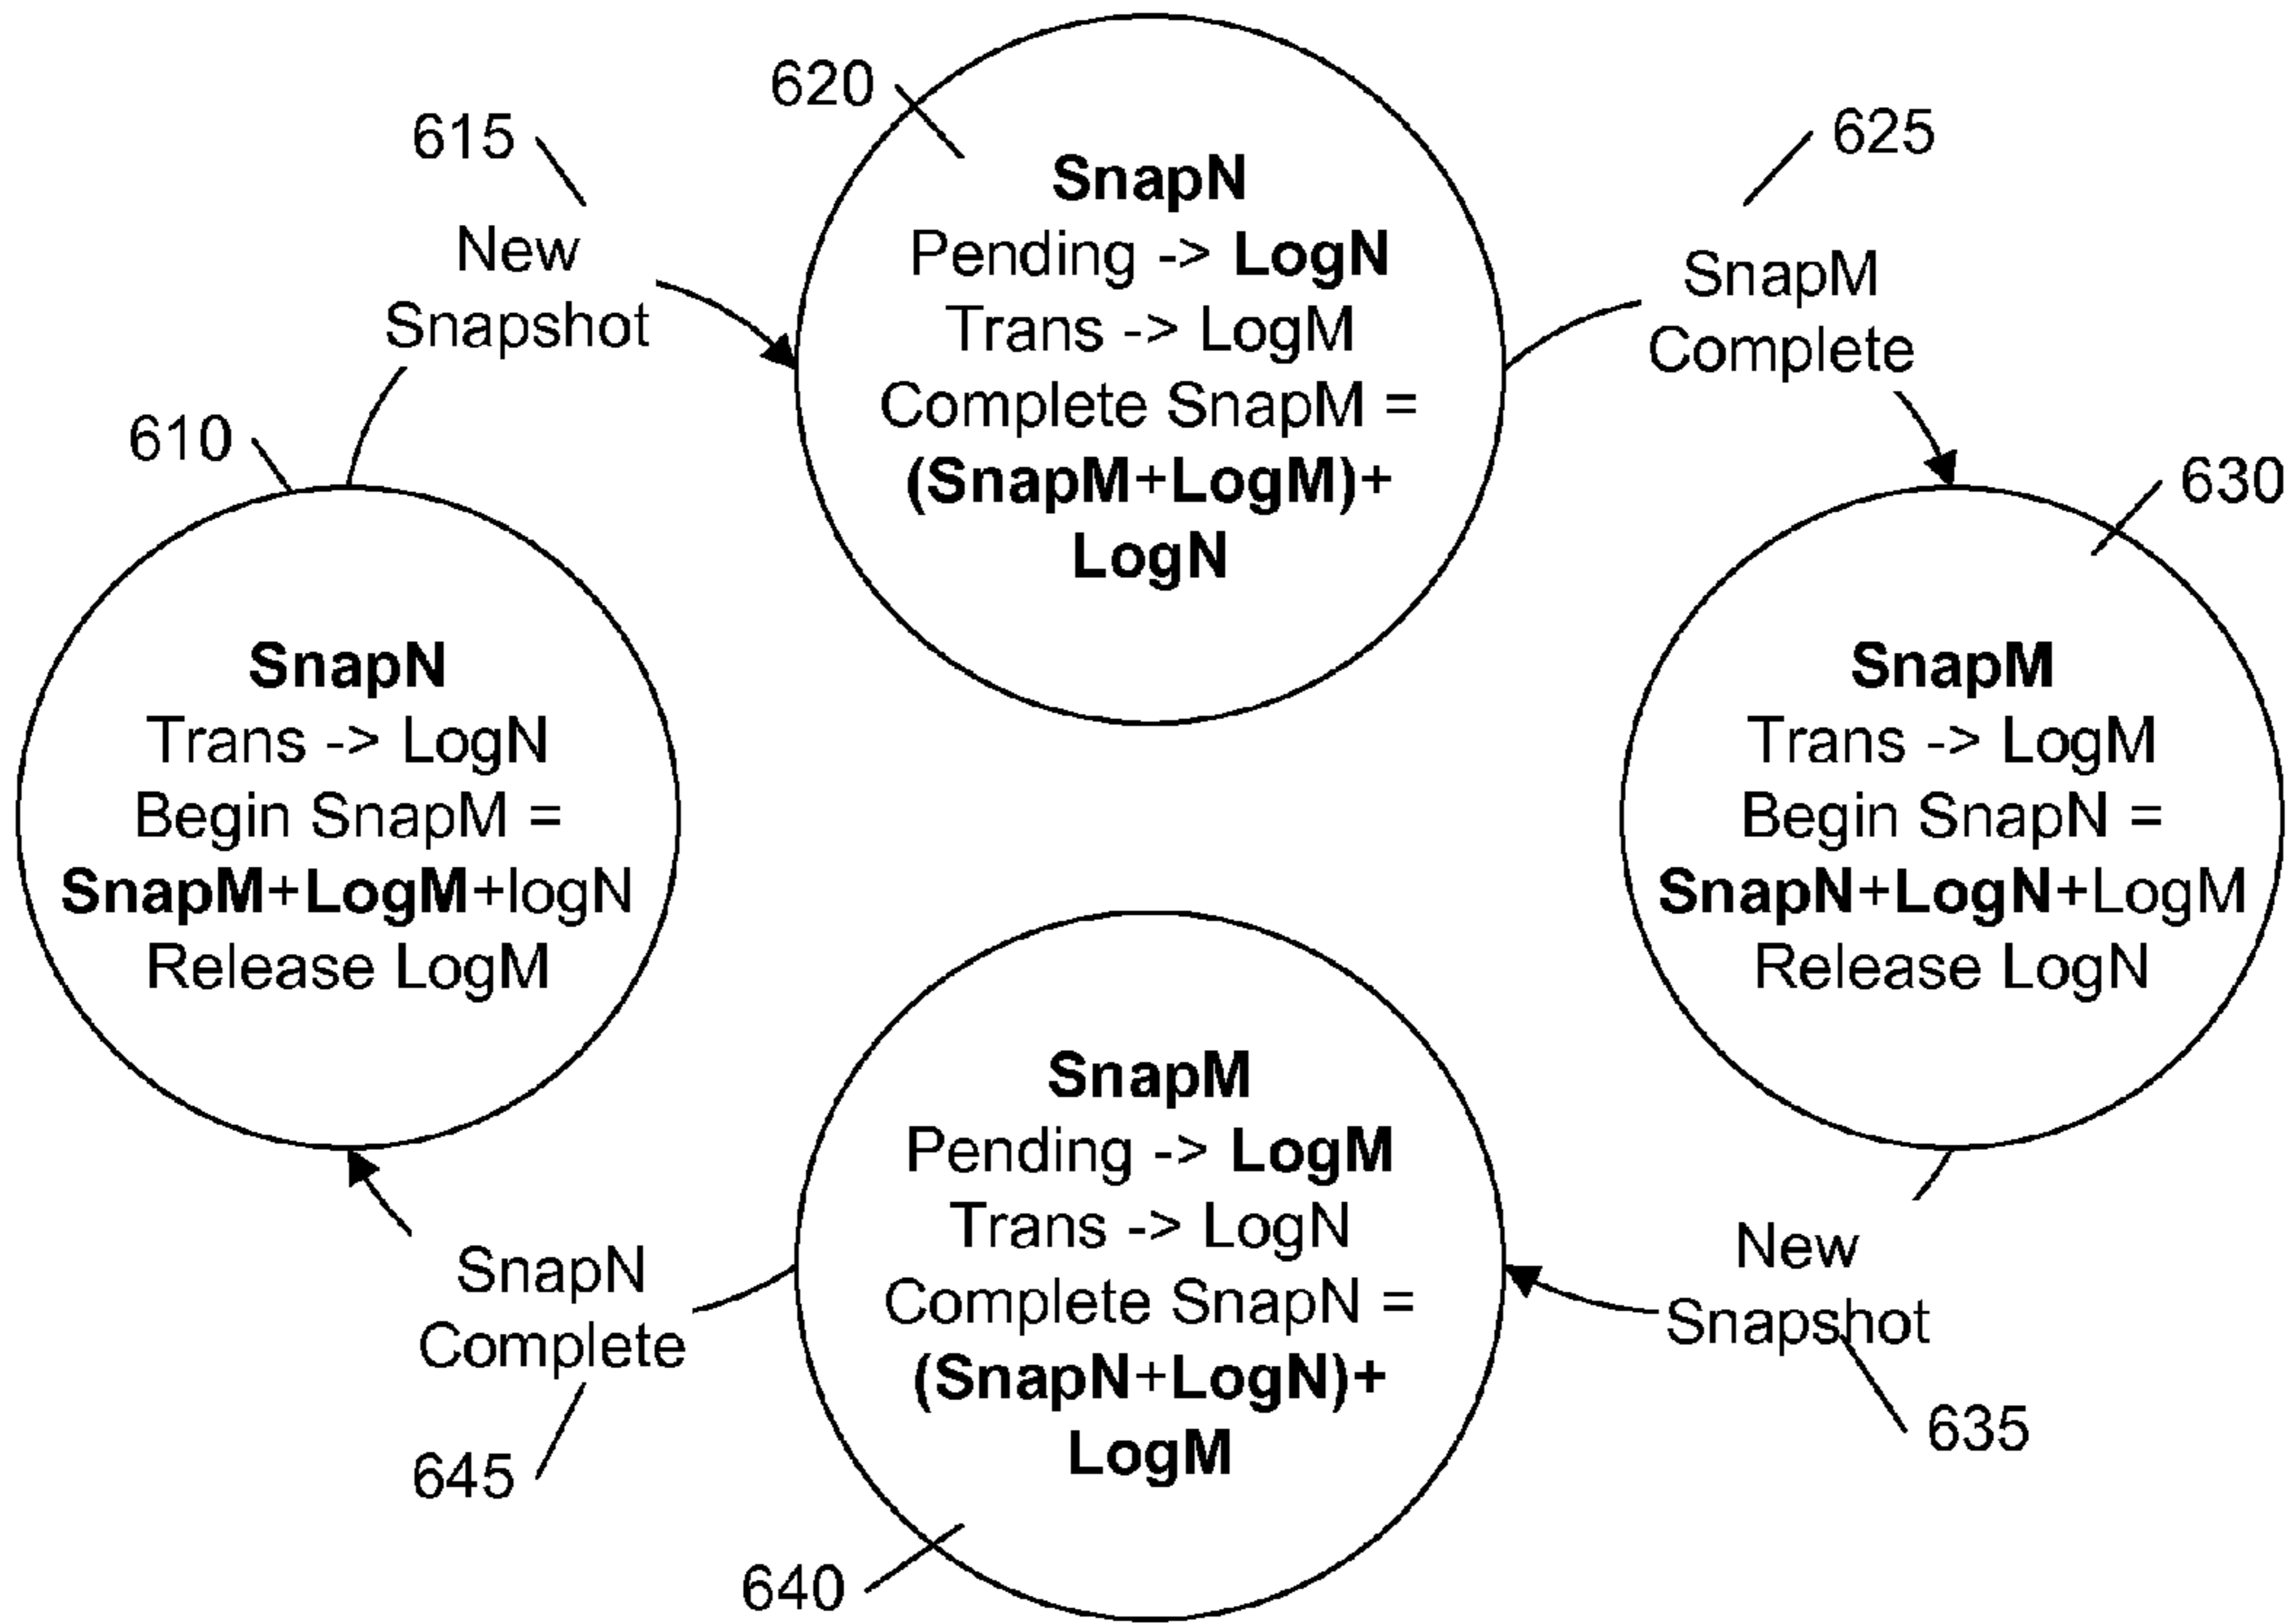 620
SnapN
Pending -> LogN
Trans -> LogM
Complete SnapM =
(SnapM+LogM)+
LogN
615
New
Snapshot
625
SnapM
Complete
610
SnapN
Trans -> LogN
Begin SnapM =
SnapM+LogM+logN
Release LogM
630
SnapM
Trans -> LogM
Begin SnapN =
SnapN+LogN+LogM
Release LogN
SnapM
Pending -> LogM
Trans -> LogN
Complete SnapN =
(SnapN+LogN)+
LogM
640
New
Snapshot
635
SnapN
Complete
645